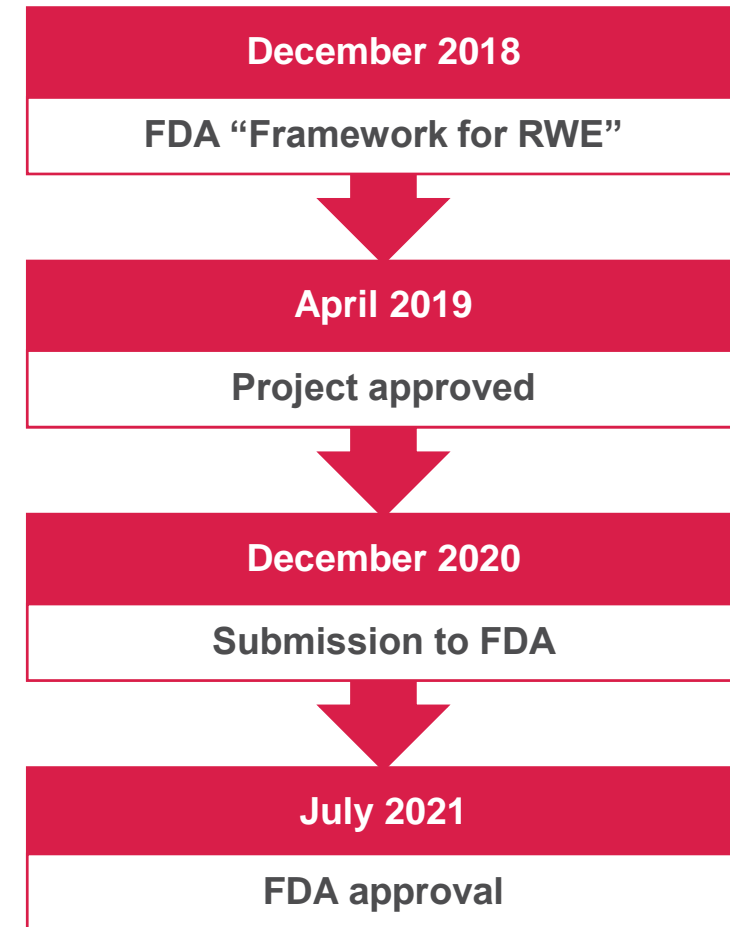 December 2018
FDA “Framework for RWE”
April 2019
Project approved
December 2020
Submission to FDA
July 2021
FDA approval